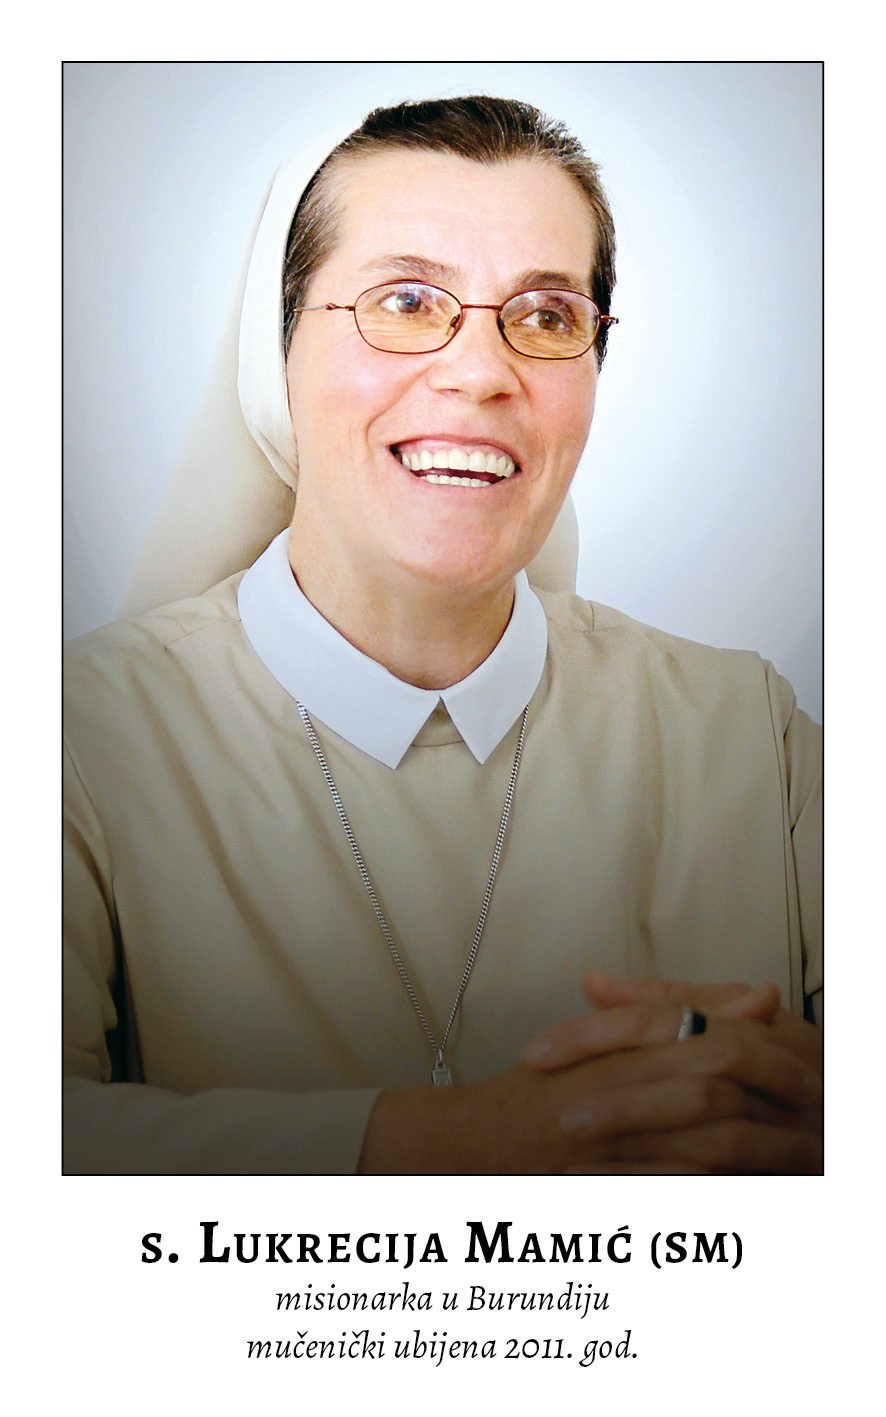 s. Lukrecija Mamić (SM)
misionarka u Burundiju
mučenički ubijena 2011. god.